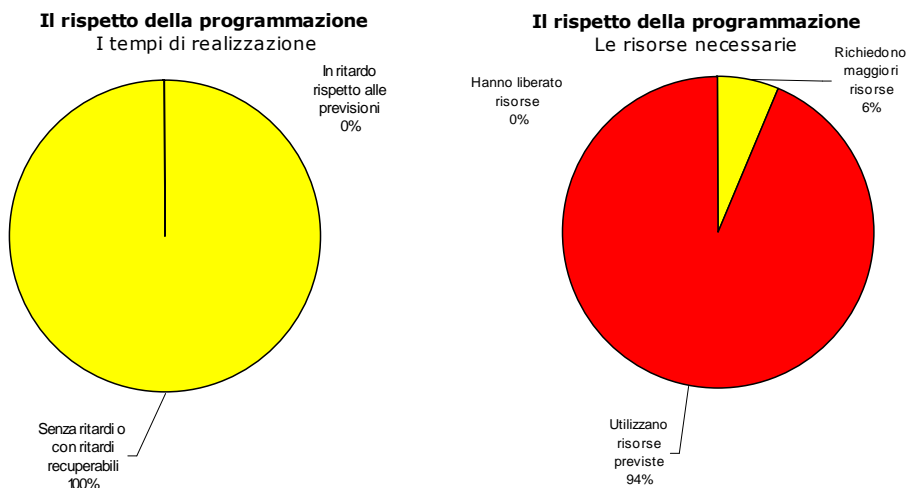 Il rispetto della programmazione
I tempi di realizzazione
In ritardo
rispetto alle
previsioni
0%
Senza ritardi o
con ritardi
recuperabili
100%
Il rispetto della programmazione
Le risorse necessarie
Hanno liberato
risorse
0%
Richiedono
maggiori
risorse
6%
Utilizzano
risorse
previste
94%